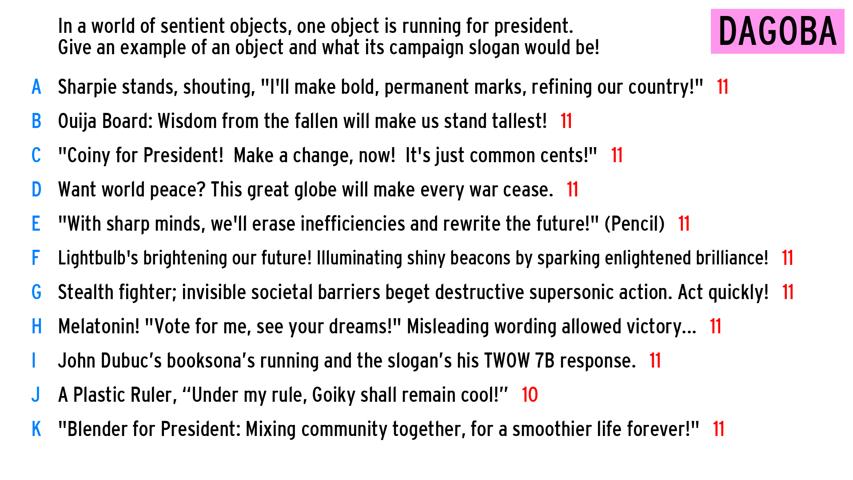 In a world of sentient objects, one object is running for president.
Give an example of an object and what its campaign slogan would be!
DAGOBA
A Sharpie stands, shouting, "I'll make bold, permanent marks, refining our country!" 11
B Ouija Board: Wisdom from the fallen will make us stand tallest! 11
C "Coiny for President!  Make a change, now!  It's just common cents!" 11
D Want world peace? This great globe will make every war cease. 11
E "With sharp minds, we'll erase inefficiencies and rewrite the future!" (Pencil) 11
F Lightbulb's brightening our future! Illuminating shiny beacons by sparking enlightened brilliance! 11
G Stealth fighter; invisible societal barriers beget destructive supersonic action. Act quickly! 11
H Melatonin! "Vote for me, see your dreams!" Misleading wording allowed victory... 11
I John Dubuc’s booksona’s running and the slogan’s his TWOW 7B response. 11
J A Plastic Ruler, “Under my rule, Goiky shall remain cool!” 10
K "Blender for President: Mixing community together, for a smoothier life forever!" 11